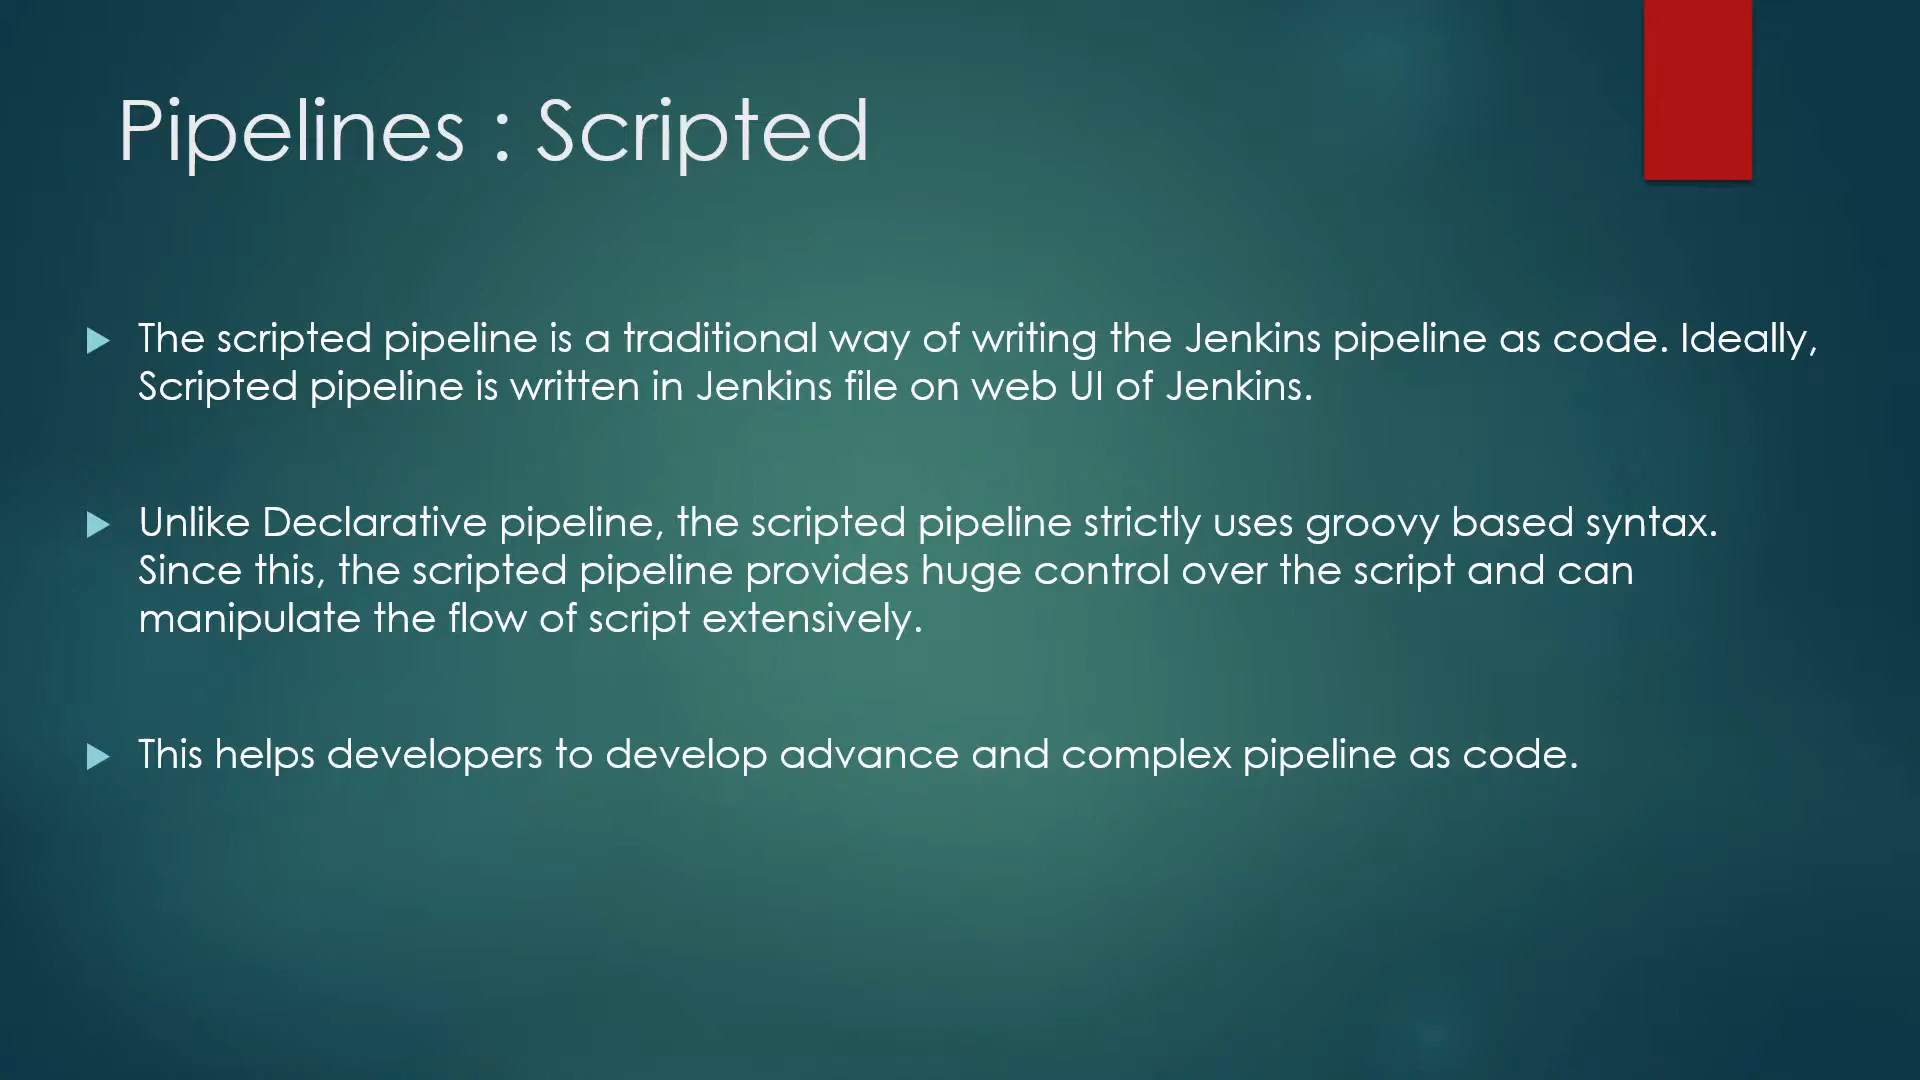 Pipelines : Scripted
The scripted pipeline is a traditional way of writing the Jenkins pipeline as code. Ideally,
Scripted pipeline is written in Jenkins file on web UI of Jenkins.
Unlike Declarative pipeline, the scripted pipeline strictly uses groovy based syntax.
Since this, the scripted pipeline provides huge control over the script and can
manipulate the flow of script extensively.
This helps developers to develop advance and complex pipeline as code.